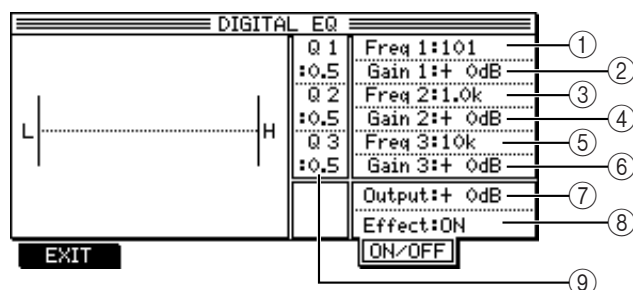 DIGITAL EQ
Q 1 Freq 1:101 ①
:0.5 Gain 1:+ 0dB ②
Q 2 Freq 2:1.0k ③
:0.5 Gain 2:+ 0dB ④
L H Q 3 Freq 3:10k ⑤
:0.5 Gain 3:+ 0dB ⑥
Output:+ 0dB ⑦
Effect:ON ⑧
EXIT ON/OFF
⑨